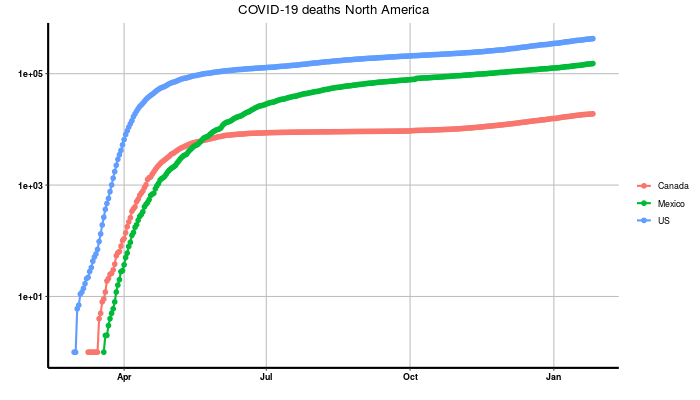 COVID-19 deaths North America
1e+05
1e+03
1e+01
Apr
Jul
Oct
Jan
Canada
Mexico
US